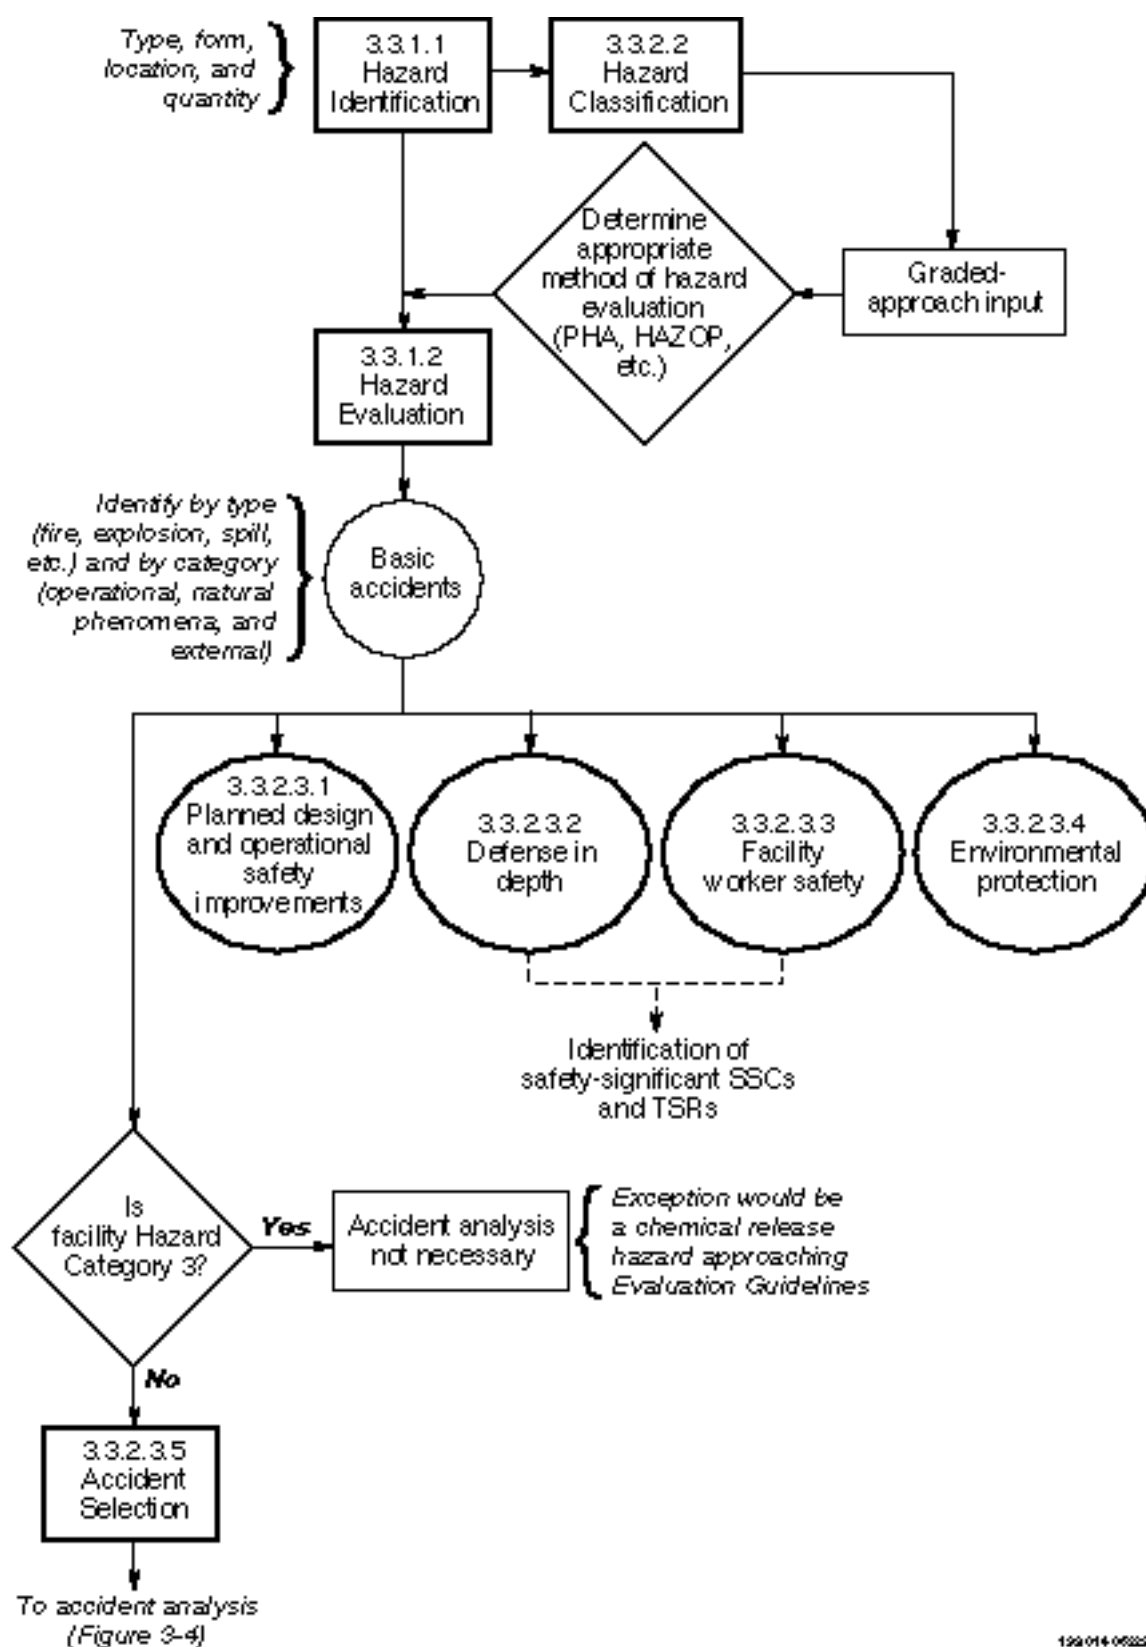 Type, form,
location, and
quantity
3.3.1.1
Hazard
Identification
3.3.2.2
Hazard
Classification
Determine
appropriate
method of hazard
evaluation
(PHA, HAZOP,
etc.)
Graded-
approach input
3.3.1.2
Hazard
Evaluation
Identify by type
(fire, explosion, spill,
etc.) and by category
(operational, natural
phenomena, and
external)
Basic
accidents
3.3.2.3.1
Planned design
and operational
safety
improvements
3.3.2.3.2
Defense in
depth
3.3.2.3.3
Facility
worker safety
3.3.2.3.4
Environmental
protection
Identification of
safety-significant SSCs
and TSRs
Is
facility Hazard
Category 3?
Yes
Accident analysis
not necessary
Exception would be
a chemical release
hazard approaching
Evaluation Guidelines
No
3.3.2.3.5
Accident
Selection
To accident analysis
(Figure 3-4)